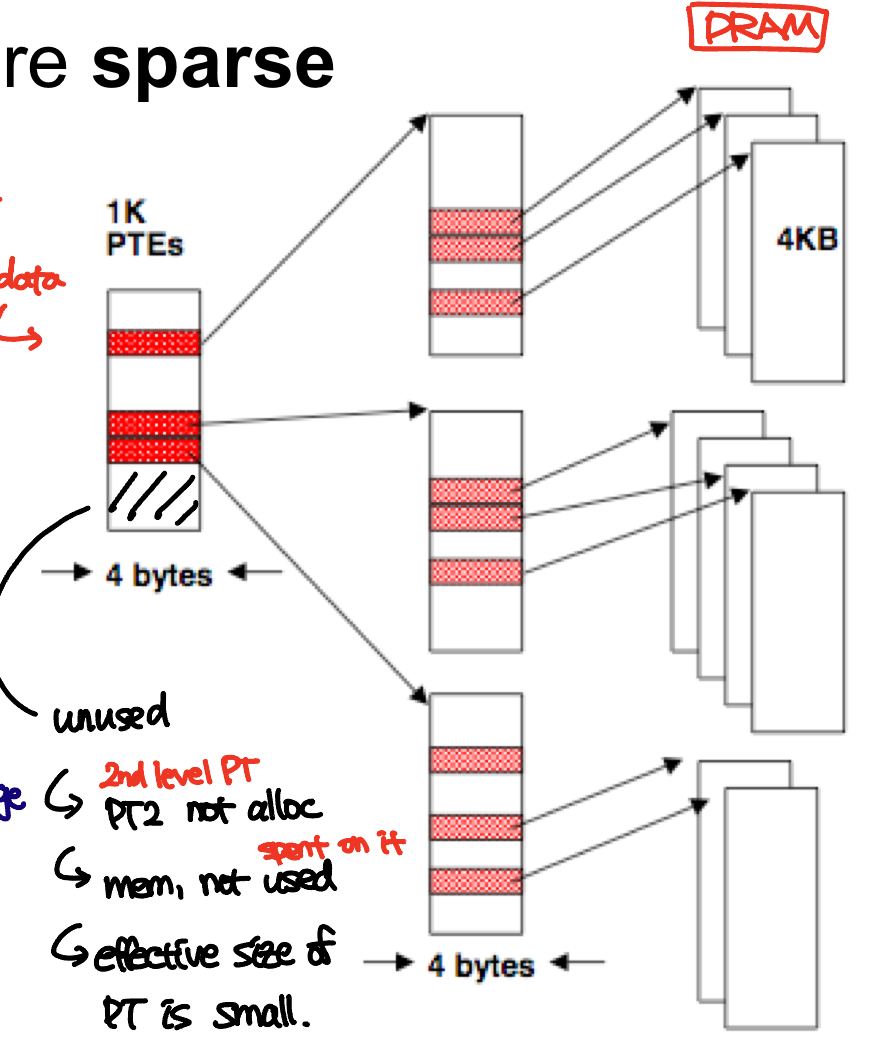 DRAM
re sparse
1K
PTEs
data
4KB
4 bytes
unused
2nd level PT
PT2 not alloc
spent on it
mem, not used
effective size of
PT is small.
4 bytes